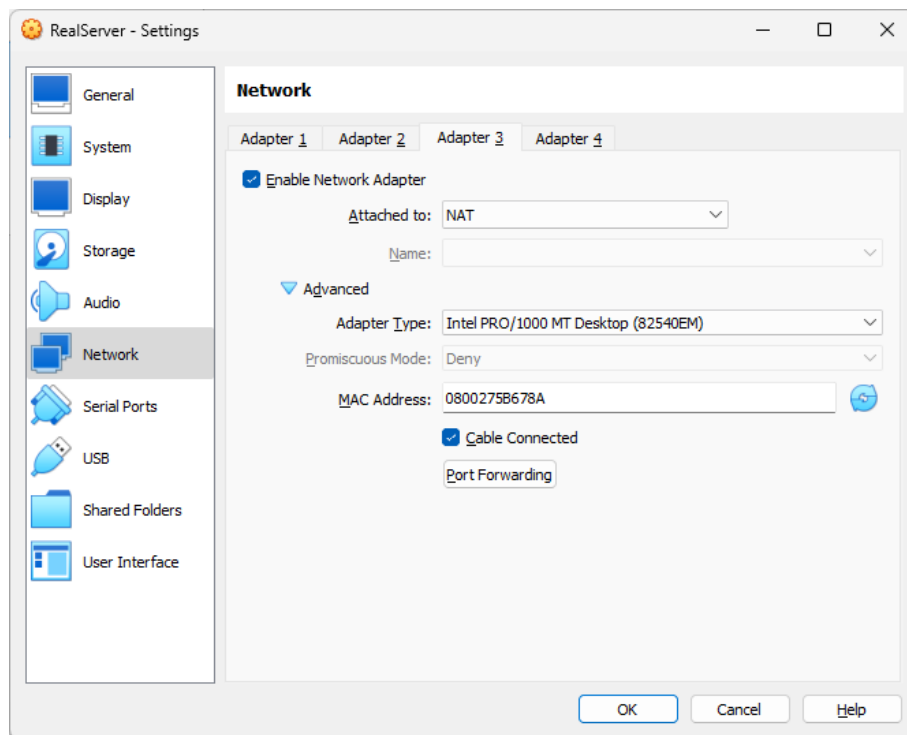 RealServer - Settings
General
System
Display
Storage
Audio
Network
Serial Ports
USB
Shared Folders
User Interface
Network
Adapter 1 Adapter 2 Adapter 3 Adapter 4
Enable Network Adapter
Attached to: NAT
Name:
Advanced
Adapter Type: Intel PRO/1000 MT Desktop (82540EM)
Promiscuous Mode: Deny
MAC Address: 0800275B678A
Cable Connected
Port Forwarding
OK Cancel Help